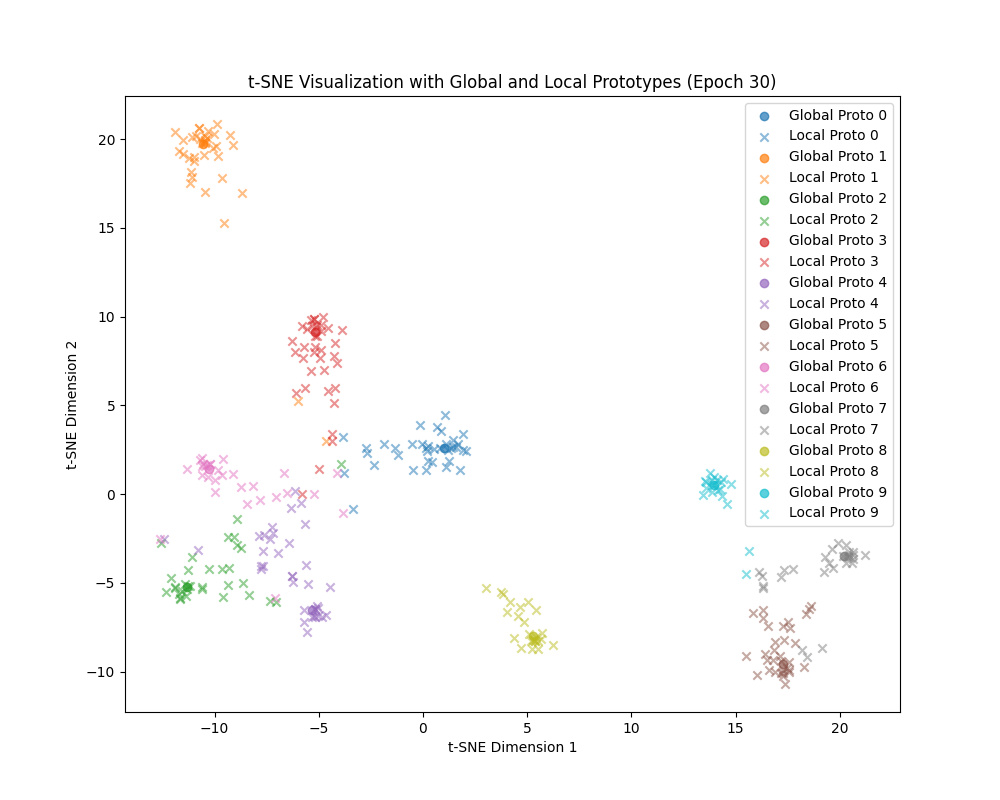 t-SNE Visualization with Global and Local Prototypes (Epoch 30)
Global Proto 0
Local Proto 0
Global Proto 1
Local Proto 1
Global Proto 2
Local Proto 2
Global Proto 3
Local Proto 3
Global Proto 4
Local Proto 4
Global Proto 5
Local Proto 5
Global Proto 6
Local Proto 6
Global Proto 7
Local Proto 7
Global Proto 8
Local Proto 8
Global Proto 9
Local Proto 9
t-SNE Dimension 2
20
15
10
5
0
−5
−10
−10 −5 0 5 10 15 20
t-SNE Dimension 1